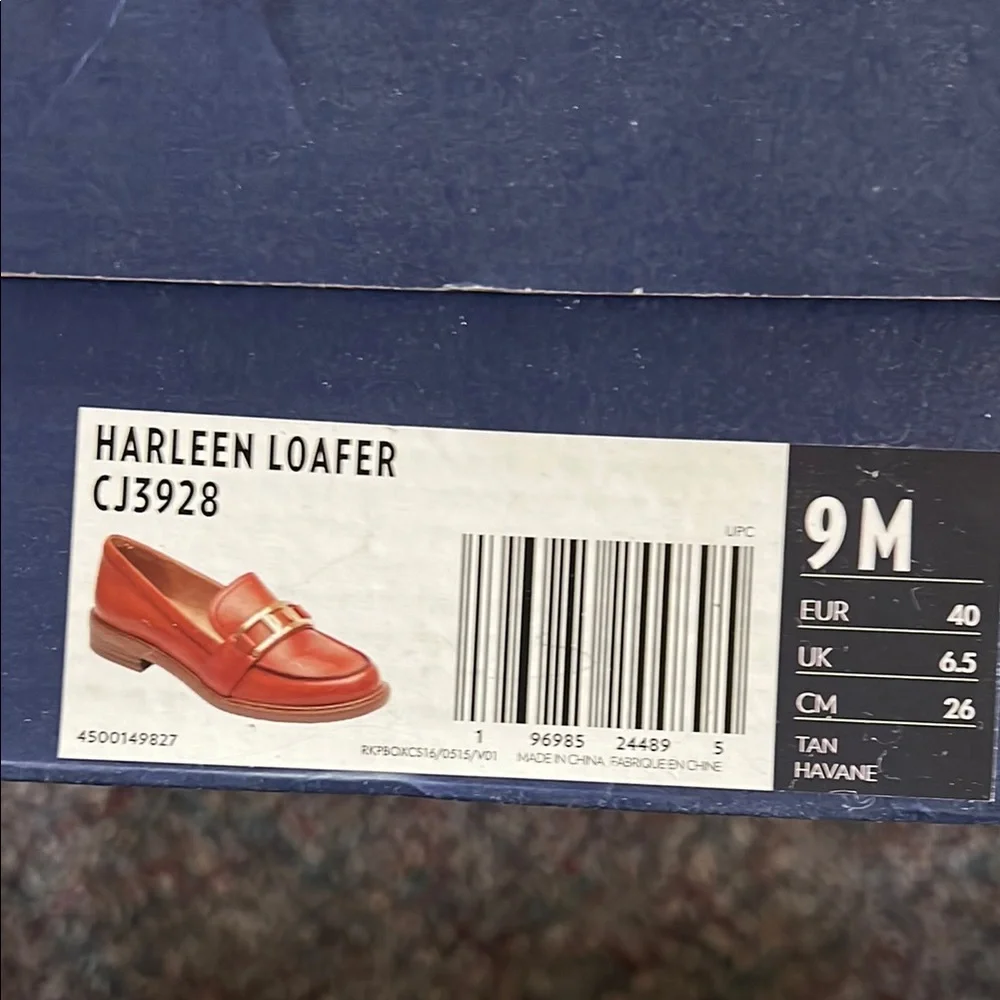 HARLEEN LOAFER
CJ3928
UPC
4500149827
RKPBOXCS16/0515/V01
1 96985 24489 5
MADE IN CHINA FABRIQUE EN CHINE
9M
EUR 40
UK 6.5
CM 26
TAN
HAVANE